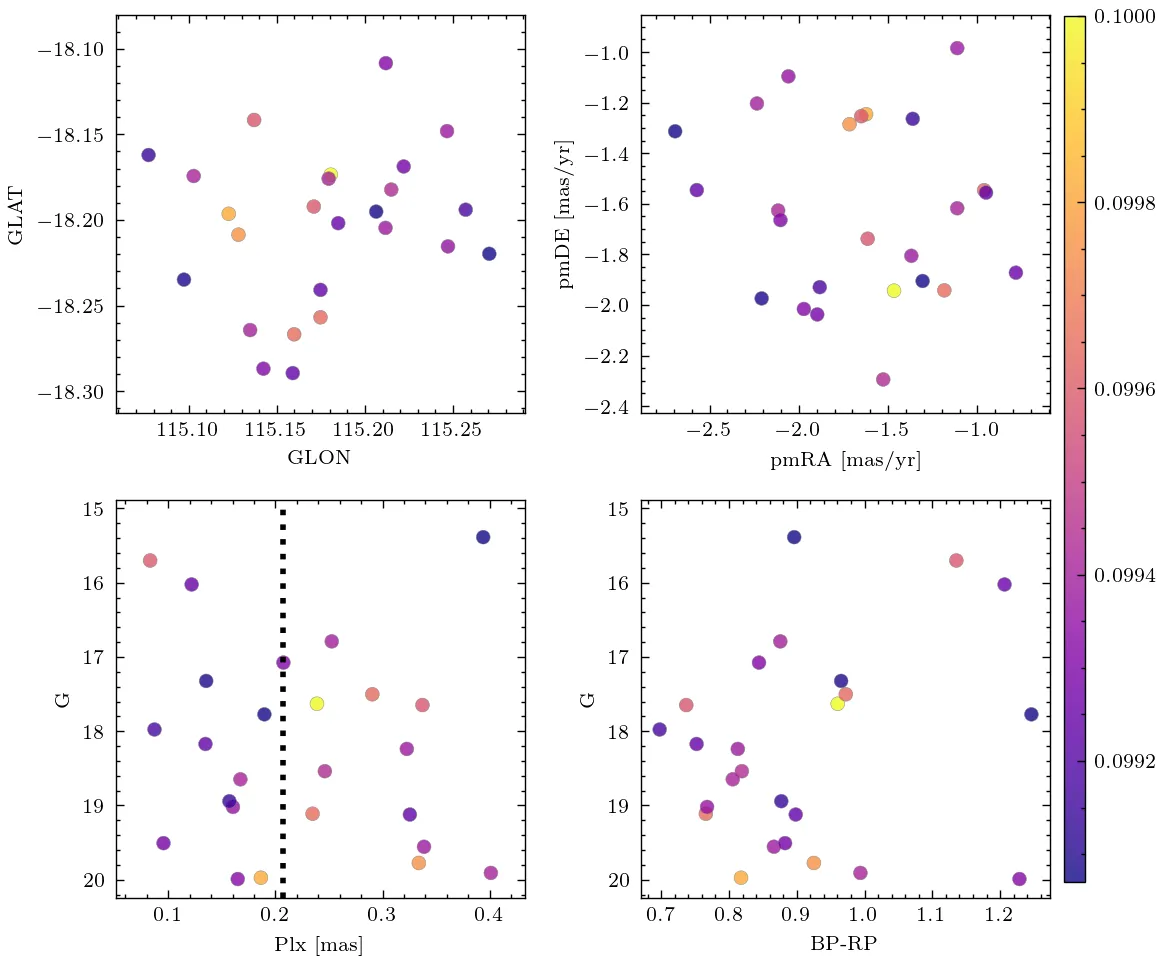 −18.10
−18.15
−18.20
−18.25
−18.30
GLAT
115.10 115.15 115.20 115.25
GLON
−1.0
−1.2
−1.4
−1.6
−1.8
−2.0
−2.2
−2.4
pmDE [mas/yr]
−2.5 −2.0 −1.5 −1.0
pmRA [mas/yr]
15
16
17
18
19
20
G
0.1 0.2 0.3 0.4
Plx [mas]
15
16
17
18
19
20
G
0.7 0.8 0.9 1.0 1.1 1.2
BP-RP
0.1000
0.0998
0.0996
0.0994
0.0992